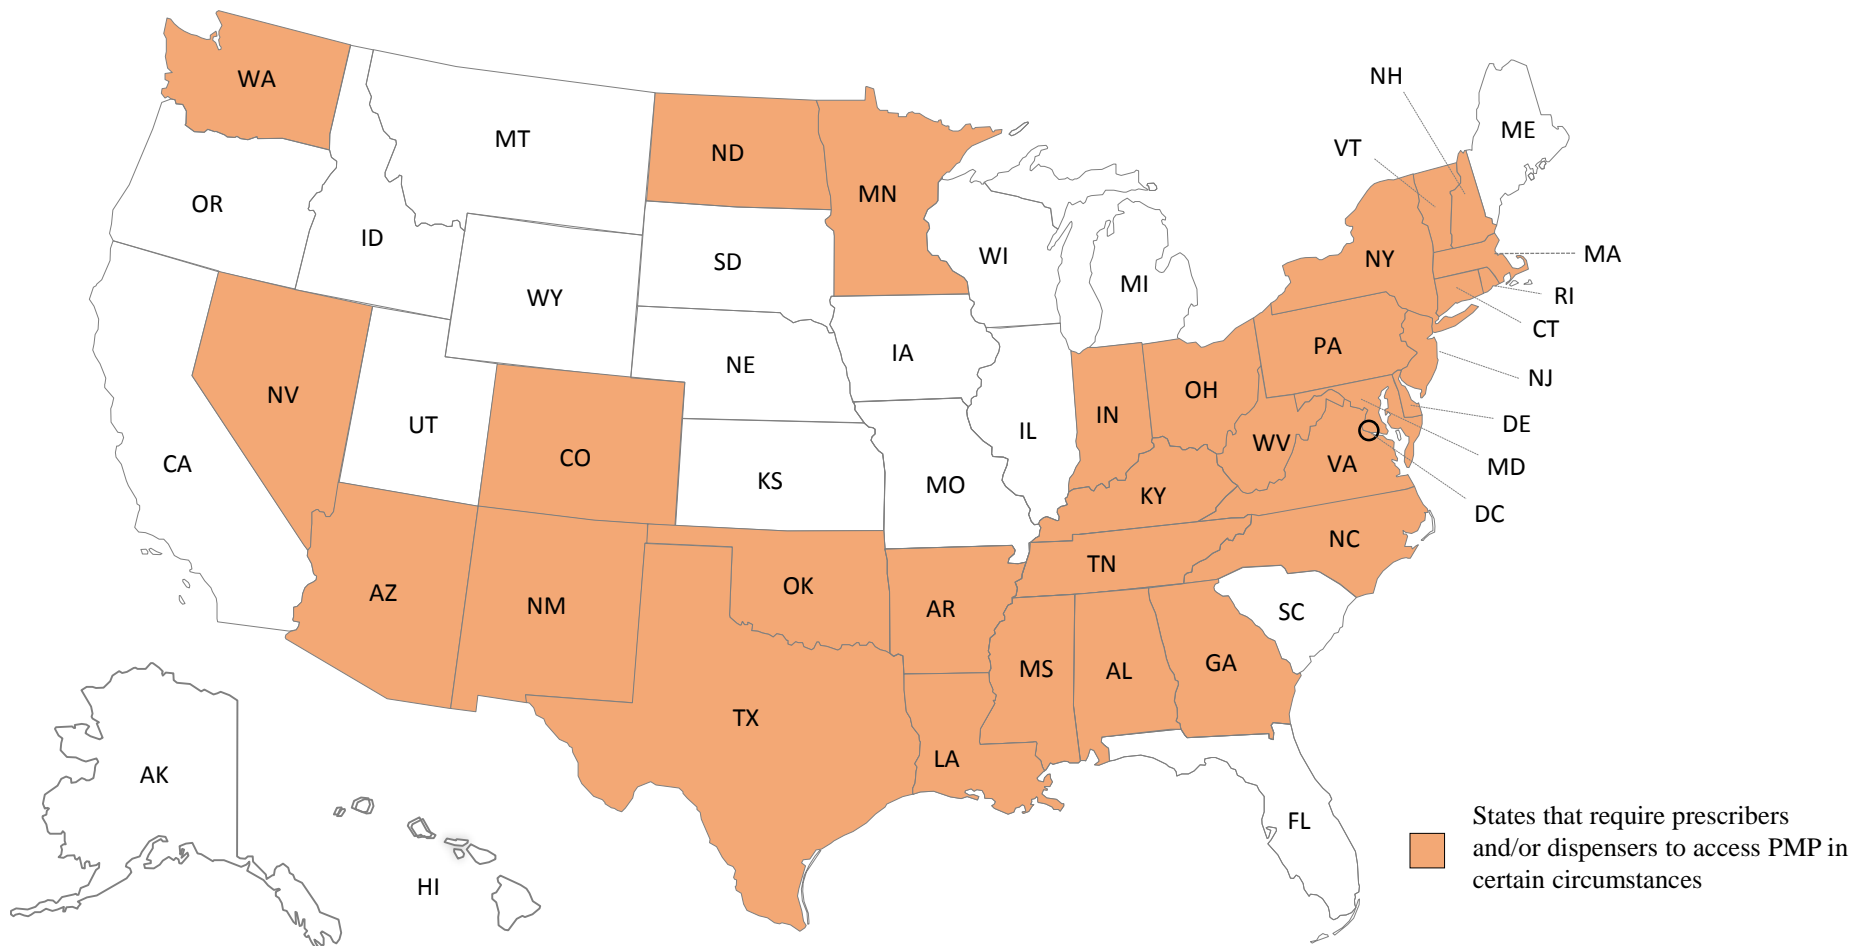 WA
MT
ND
MN
OR
ID
SD
WY
WI
MI
NH
VT
ME
NY
MA
RI
CT
NJ
PA
DE
MD
DC
NV
UT
CO
NE
IA
IL
IN
OH
WV
VA
CA
KS
MO
KY
AZ
NM
OK
AR
TN
NC
SC
TX
LA
MS
AL
GA
FL
AK
HI
States that require prescribers
and/or dispensers to access PMP in
certain circumstances